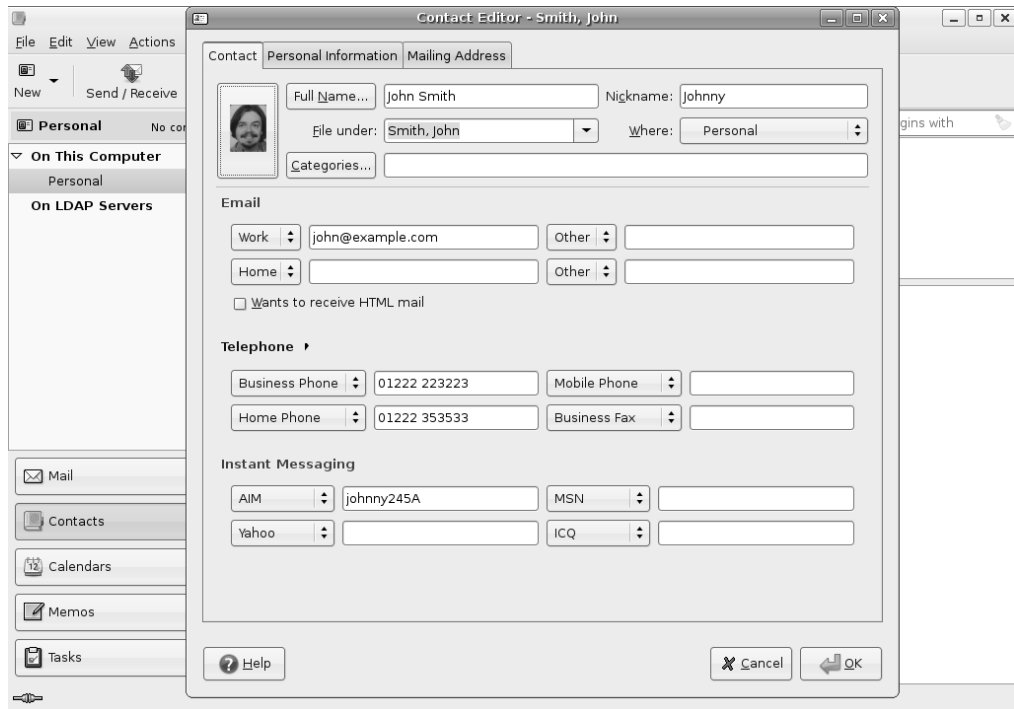 Contact Editor - Smith, John
File Edit View Actions
New Send / Receive
Personal No
gins with
On This Computer
Personal
On LDAP Servers
Mail
Contacts
12
Calendars
Memos
Tasks
Contact Personal Information Mailing Address
Full Name... John Smith Nickname: Johnny
File under: Smith, John Where: Personal
Categories...
Email
Work john@example.com Other
Home Other
Wants to receive HTML mail
Telephone
Business Phone 01222 223223 Mobile Phone
Home Phone 01222 353533 Business Fax
Instant Messaging
AIM johnny245A MSN
Yahoo ICQ
Help Cancel OK